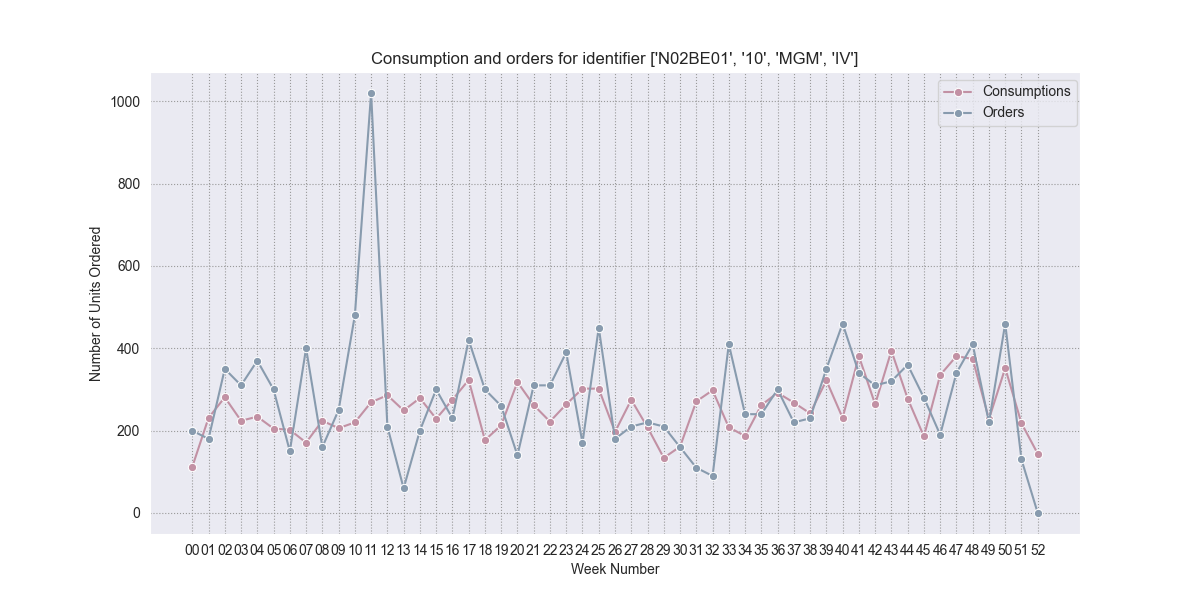 Consumption and orders for identifier ['N02BE01', '10', 'MGM', 'IV']
Consumptions
Orders
1000
800
600
400
200
0
Number of Units Ordered
00 01 02 03 04 05 06 07 08 09 10 11 12 13 14 15 16 17 18 19 20 21 22 23 24 25 26 27 28 29 30 31 32 33 34 35 36 37 38 39 40 41 42 43 44 45 46 47 48 49 50 51 52
Week Number